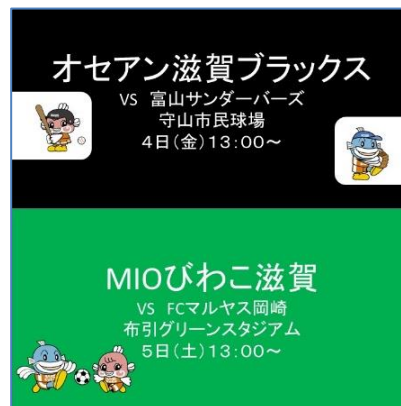 オセアン滋賀ブラックス
VS 富山サンダーバーズ
守山市民球場
4日(金)13:00~
MIOびわこ滋賀
VS FCマルヤス岡崎
布引グリーンスタジアム
5日(土)13:00~